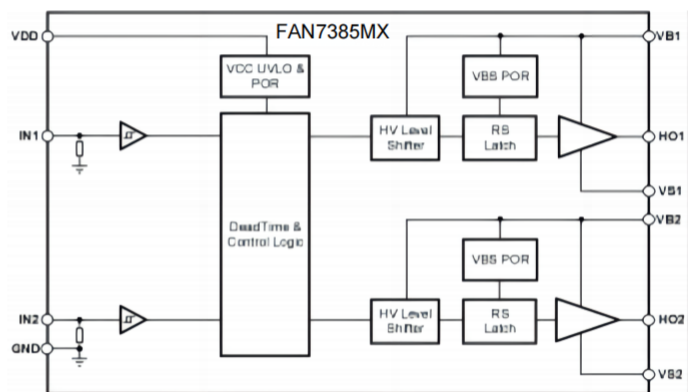 FAN7385MX
VDD
VB1
VCC UVLO &
POR
VBS POR
IN1
HV Level
Shifter
RS
Latch
HO1
VS1
VB2
DeadTime &
Control Logic
VBS POR
IN2
HV Level
Shifter
RS
Latch
HO2
GND
VS2